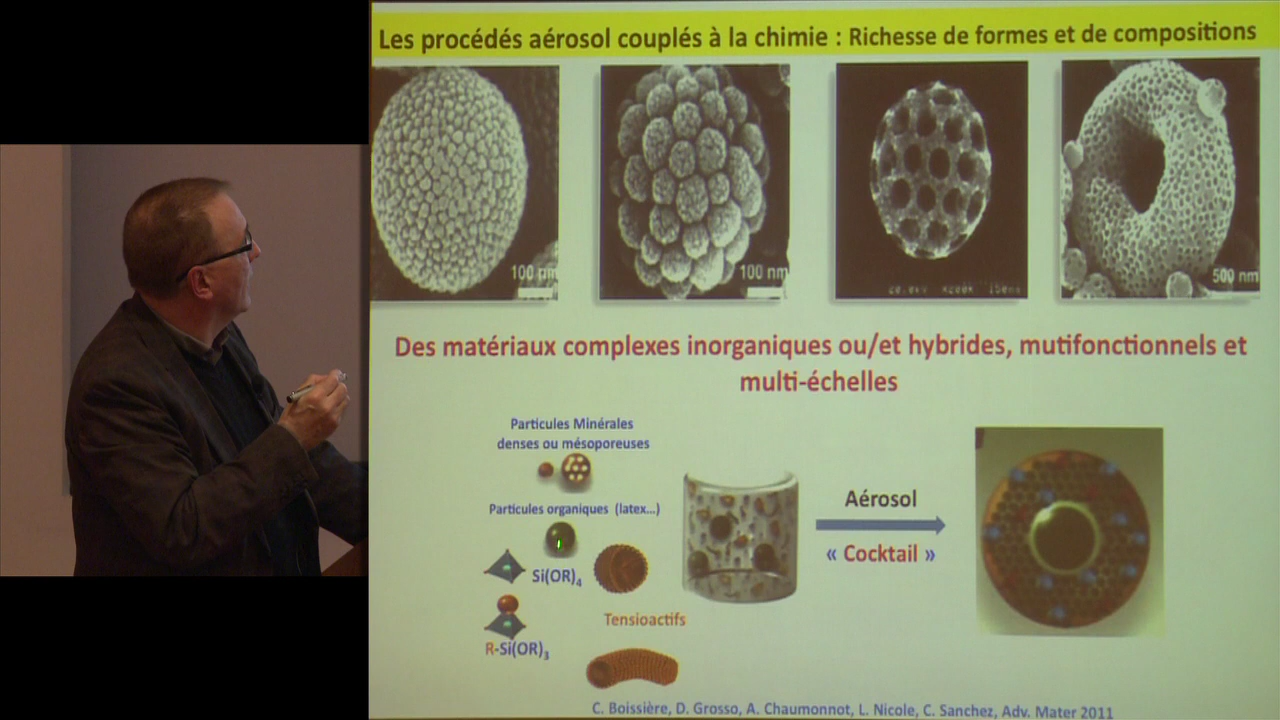 Les procédés aérosol couplés à la chimie : Richesse de formes et de compositions
100 nm
100 nm
500 nm
Des matériaux complexes inorganiques ou/et hybrides, mutifonctionnels et
multi-échelles
Particules Minérales
denses ou mésoporeuses
Particules organiques (latex...)
Si(OR)4
Tensioactifs
R-Si(OR)3
Aérosol
« Cocktail »
C. Boissière, D. Grosso, A. Chaumonnot, L. Nicole, C. Sanchez, Adv. Mater 2011